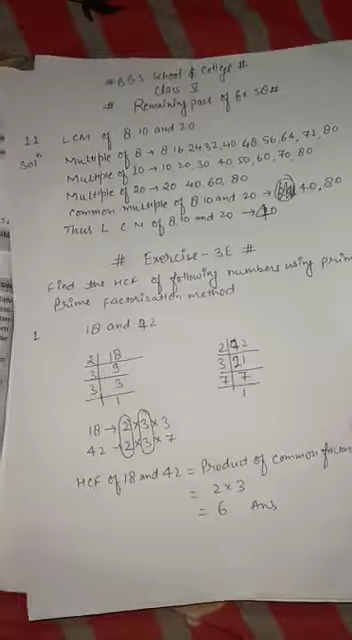 # BBS School & College #
Class V
# Remaining part of Ex 3D #
11 LCM of 8 10 and 20
Soln Multiple of 8 → 8 16 24 32, 40 48, 56, 64, 72, 80
Multiple of 10 → 10, 20, 30 40 50, 60, 70, 80
Multiple of 20 → 20 40, 60, 80
Common multiple of 8 10 and 20 → 40, 80
Thus L C M of 8, 10 and 20 → 40
# Exercise - 3E #
Find the HCF of following numbers using prim
Prime factorisation method
1 18 and 42
2 18 2 42
3 9 3 21
3 3 7 7
1 1
18 → 2 × 3 × 3
42 → 2 × 3 × 7
HCF of 18 and 42 = Product of common factor
= 2 × 3
= 6 Ans